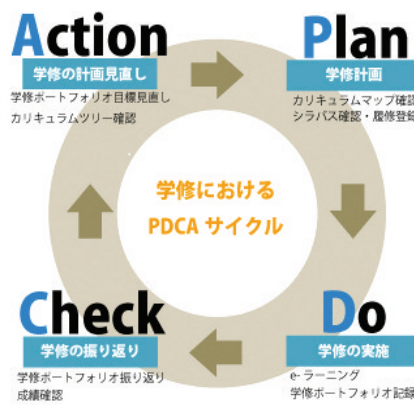 Action
学修の計画見直し
学修ポートフォリオ目標見直し
カリキュラムツリー確認
Plan
学修計画
カリキュラムマップ確認
シラバス確認・履修登録
学修における
PDCA サイクル
Check
学修の振り返り
学修ポートフォリオ振り返り
成績確認
Do
学修の実施
e-ラーニング
学修ポートフォリオ記録